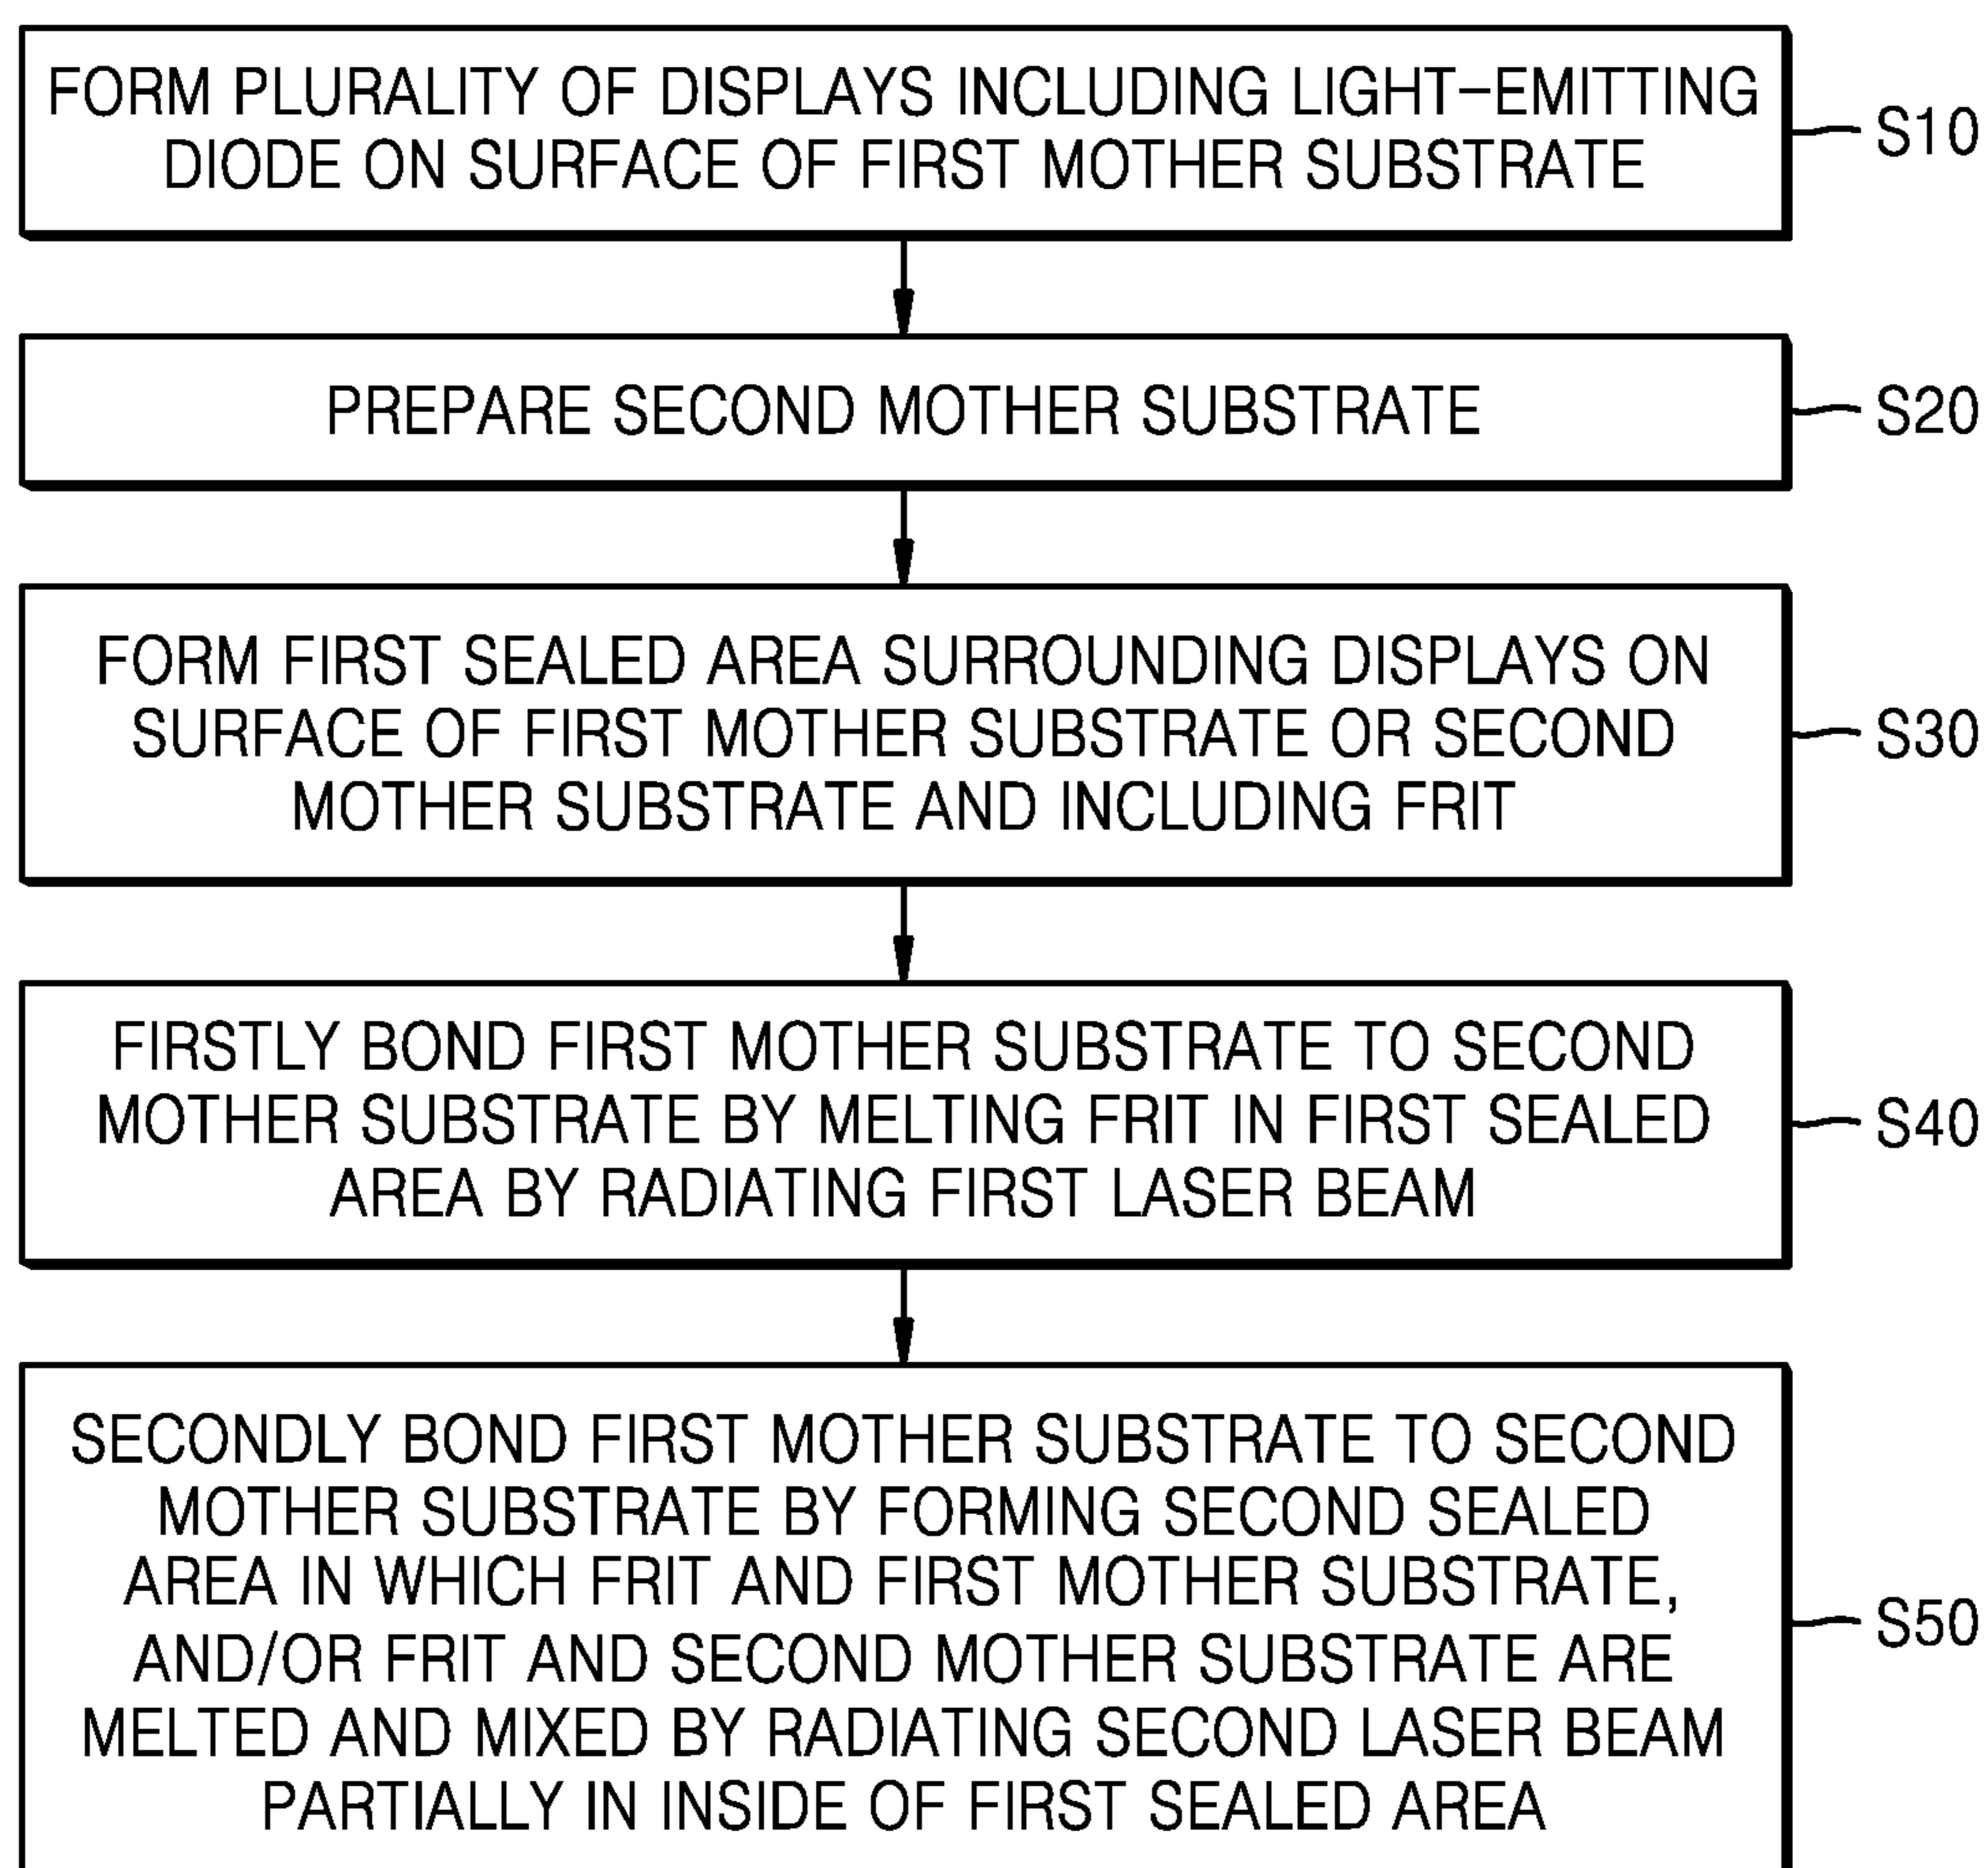 FORM PLURALITY OF DISPLAYS INCLUDING LIGHT-EMITTING
DIODE ON SURFACE OF FIRST MOTHER SUBSTRATE
S10
PREPARE SECOND MOTHER SUBSTRATE
S20
FORM FIRST SEALED AREA SURROUNDING DISPLAYS ON
SURFACE OF FIRST MOTHER SUBSTRATE OR SECOND
MOTHER SUBSTRATE AND INCLUDING FRIT
S30
FIRSTLY BOND FIRST MOTHER SUBSTRATE TO SECOND
MOTHER SUBSTRATE BY MELTING FRIT IN FIRST SEALED
AREA BY RADIATING FIRST LASER BEAM
S40
SECONDLY BOND FIRST MOTHER SUBSTRATE TO SECOND
MOTHER SUBSTRATE BY FORMING SECOND SEALED
AREA IN WHICH FRIT AND FIRST MOTHER SUBSTRATE,
AND/OR FRIT AND SECOND MOTHER SUBSTRATE ARE
MELTED AND MIXED BY RADIATING SECOND LASER BEAM
PARTIALLY IN INSIDE OF FIRST SEALED AREA
S50